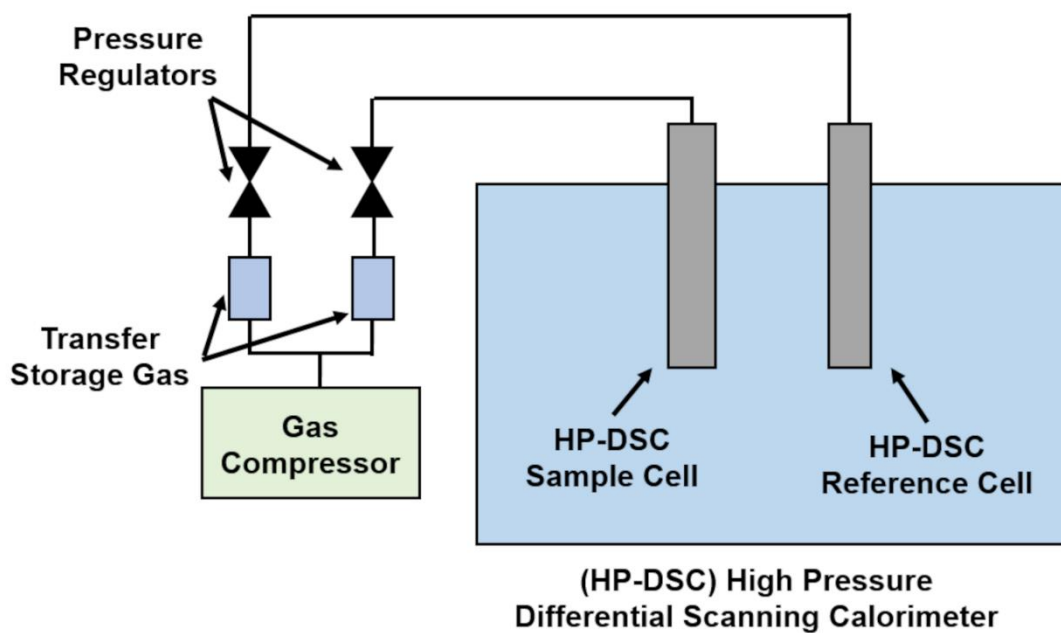 Pressure
Regulators
Transfer
Storage Gas
Gas
Compressor
HP-DSC
Sample Cell
HP-DSC
Reference Cell
(HP-DSC) High Pressure
Differential Scanning Calorimeter